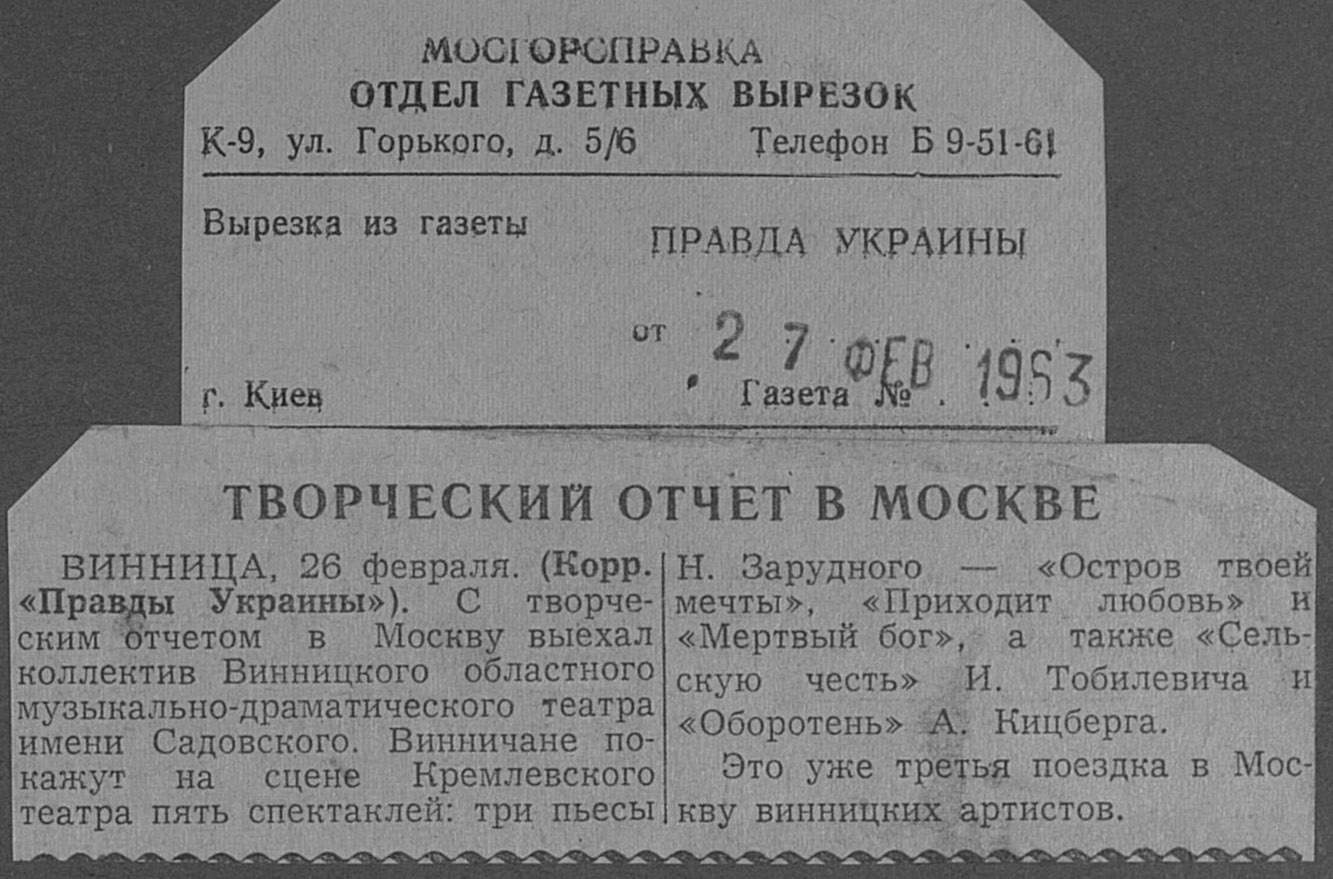 МОСГОРСПРАВКА
ОТДЕЛ ГАЗЕТНЫХ ВЫРЕЗОК
К-9, ул. Горького, д. 5/6 Телефон Б 9-51-61
Вырезка из газеты
ПРАВДА УКРАИНЫ
от 27 ФЕВ 1963
г. Киев Газета №
ТВОРЧЕСКИЙ ОТЧЕТ В МОСКВЕ
ВИННИЦА, 26 февраля. (Корр.
«Правды Украины»). С творче-
ским отчетом в Москву выехал
коллектив Винницкого областного
музыкально-драматического театра
имени Садовского. Винничане по-
кажут на сцене Кремлевского
театра пять спектаклей: три пьесы
Н. Зарудного — «Остров твоей
мечты», «Приходит любовь» и
«Мертвый бог», а также «Сель-
скую честь» И. Тобилевича и
«Оборотень» А. Кицберга.
Это уже третья поездка в Мос-
кву винницких артистов.